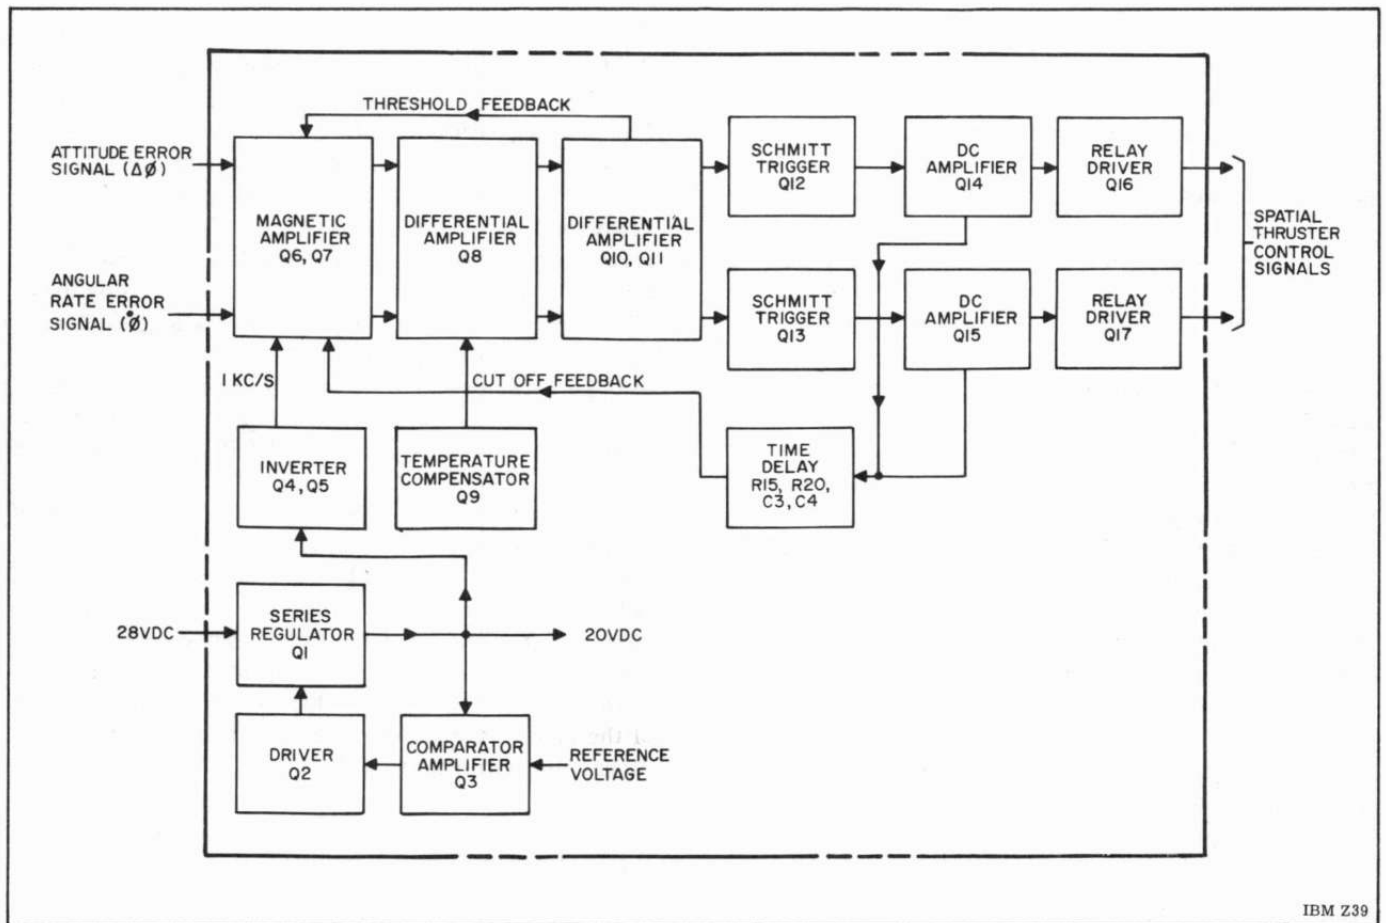 THRESHOLD FEEDBACK
ATTITUDE ERROR
SIGNAL (ΔØ)
ANGULAR
RATE ERROR
SIGNAL (Ø̇)
MAGNETIC
AMPLIFIER
Q6, Q7
DIFFERENTIAL
AMPLIFIER
Q8
DIFFERENTIAL
AMPLIFIER
Q10, Q11
SCHMITT
TRIGGER
Q12
DC
AMPLIFIER
Q14
RELAY
DRIVER
Q16
SPATIAL
THRUSTER
CONTROL
SIGNALS
SCHMITT
TRIGGER
Q13
DC
AMPLIFIER
Q15
RELAY
DRIVER
Q17
1 KC/S
CUT OFF FEEDBACK
INVERTER
Q4, Q5
TEMPERATURE
COMPENSATOR
Q9
TIME
DELAY
R15, R20,
C3, C4
28VDC
SERIES
REGULATOR
Q1
20VDC
DRIVER
Q2
COMPARATOR
AMPLIFIER
Q3
REFERENCE
VOLTAGE
IBM Z39